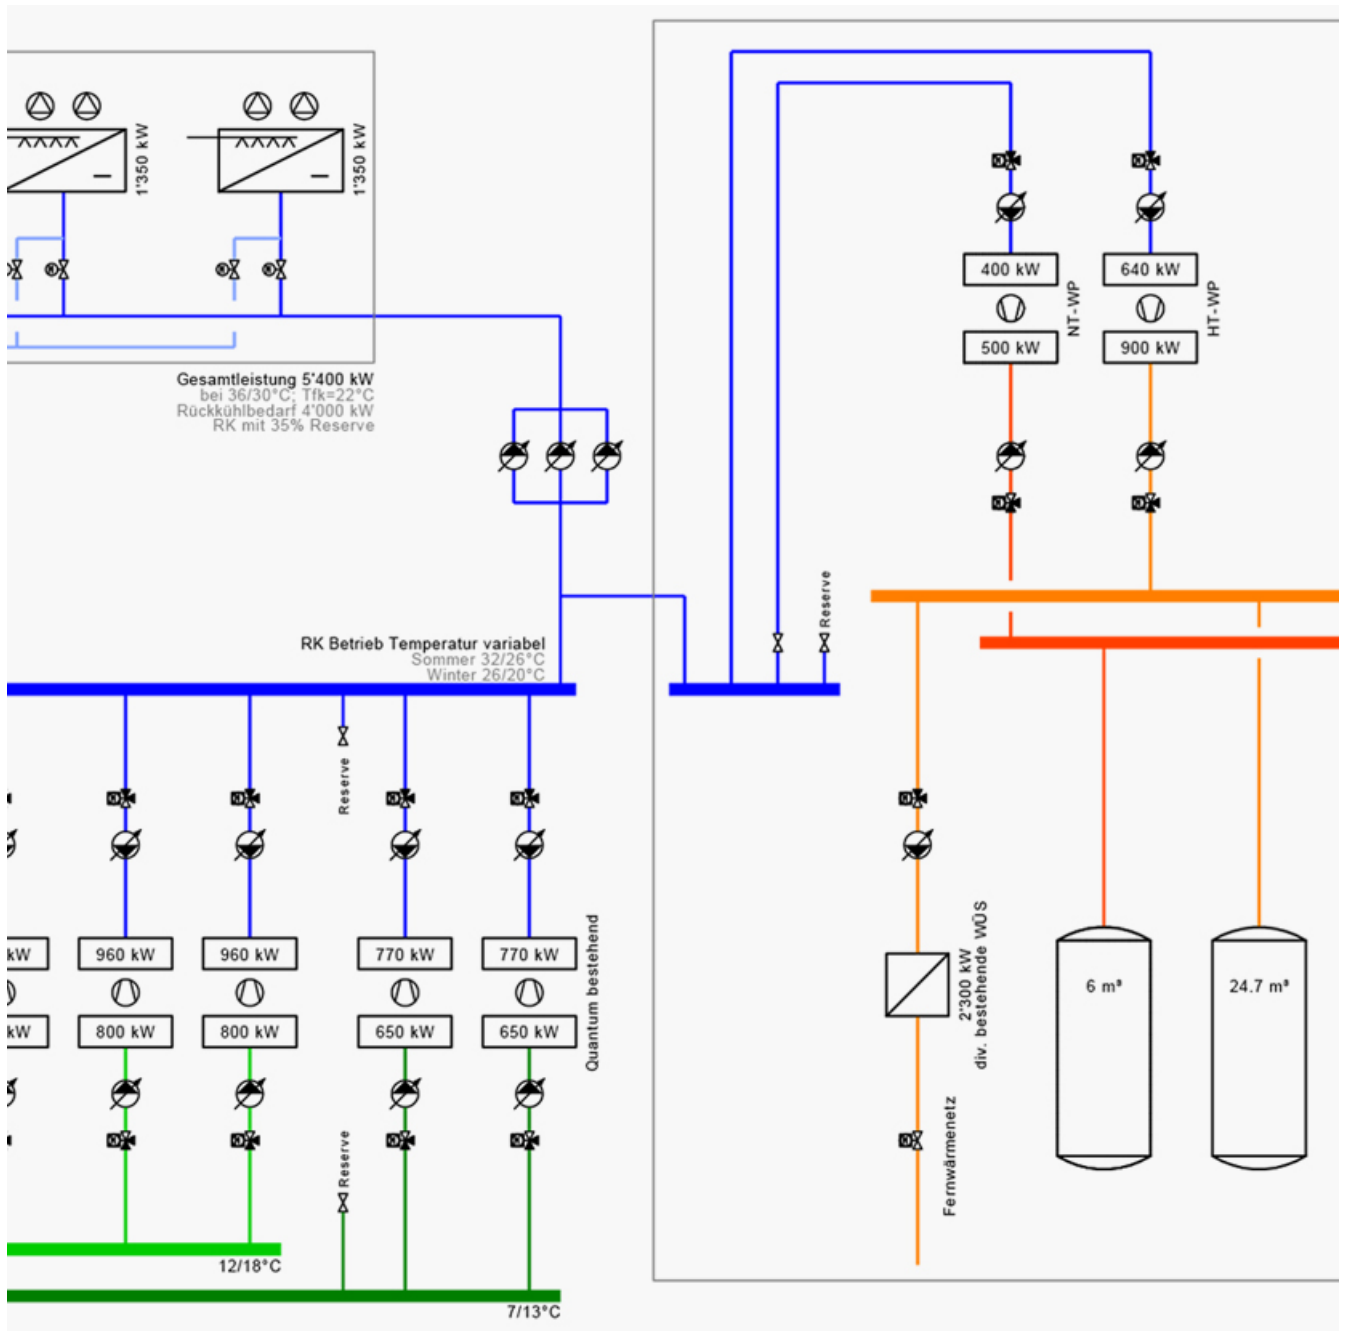 1'350 kW
1'350 kW
Gesamtleistung 5'400 kW
bei 36/30°C; Tfk=22°C
Rückkühlbedarf 4'000 kW
RK mit 35% Reserve
400 kW
640 kW
500 kW
900 kW
NT-WP
HT-WP
Reserve
RK Betrieb Temperatur variabel
Sommer 32/26°C
Winter 26/20°C
Reserve
kW
960 kW
960 kW
770 kW
770 kW
kW
800 kW
800 kW
650 kW
650 kW
Quantum bestehend
2'300 kW
div. bestehende WÜS
6 m³
24.7 m³
Fernwärmenetz
Reserve
12/18°C
7/13°C